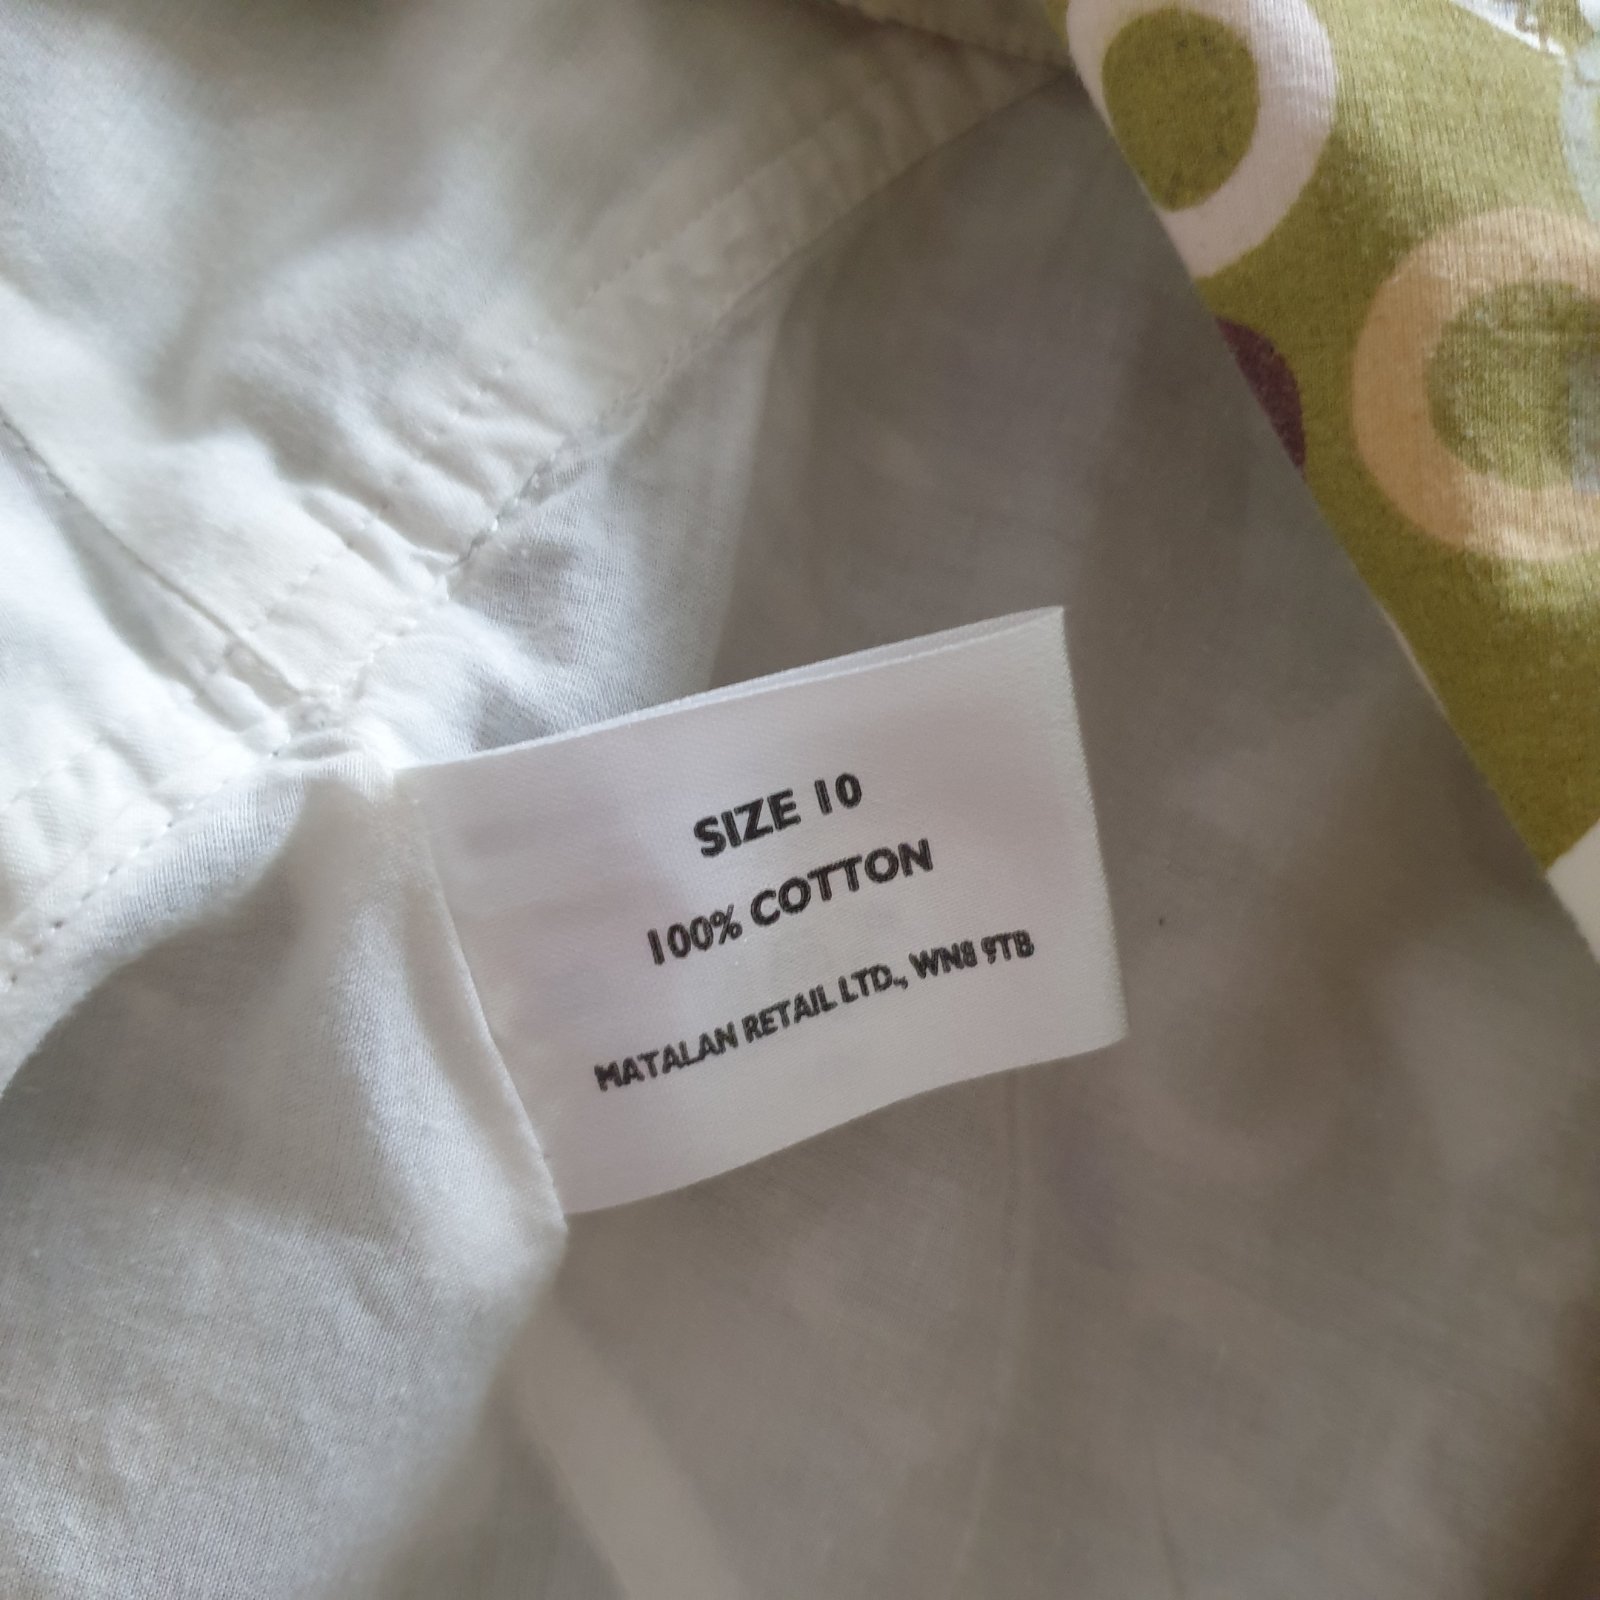 SIZE 10
100% COTTON
MATALAN RETAIL LTD., WN8 9TB